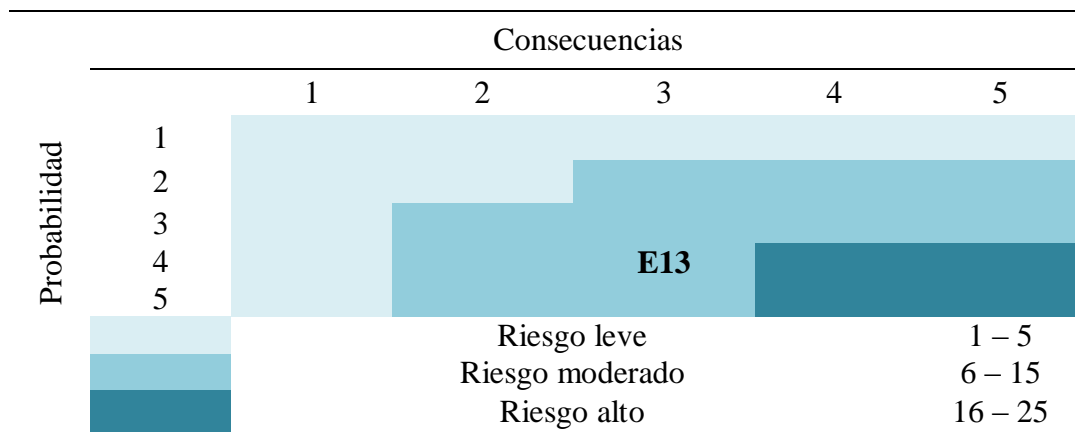 Consecuencias
1 2 3 4 5
Probabilidad
1
2
3
4 E13
5
Riesgo leve 1 – 5
Riesgo moderado 6 – 15
Riesgo alto 16 – 25